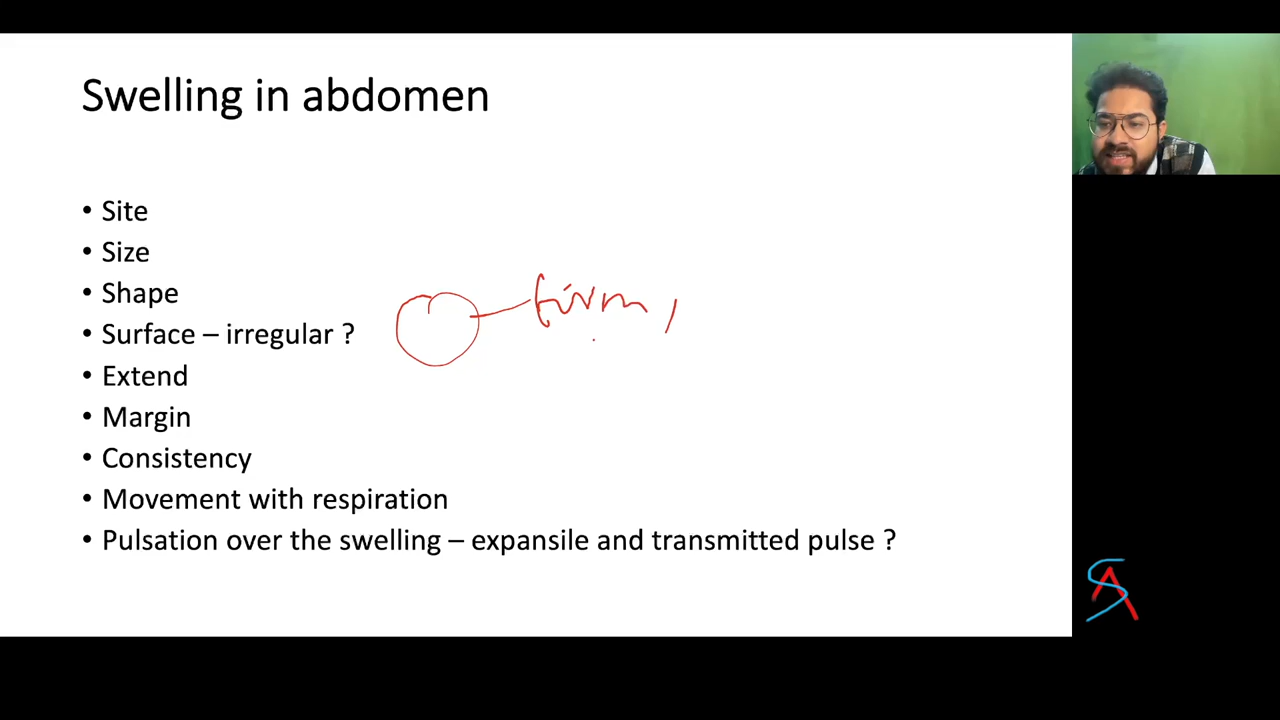 Swelling in abdomen
• Site
• Size
• Shape
• Surface – irregular ?
firm,
• Extend
• Margin
• Consistency
• Movement with respiration
• Pulsation over the swelling – expansile and transmitted pulse ?
SA